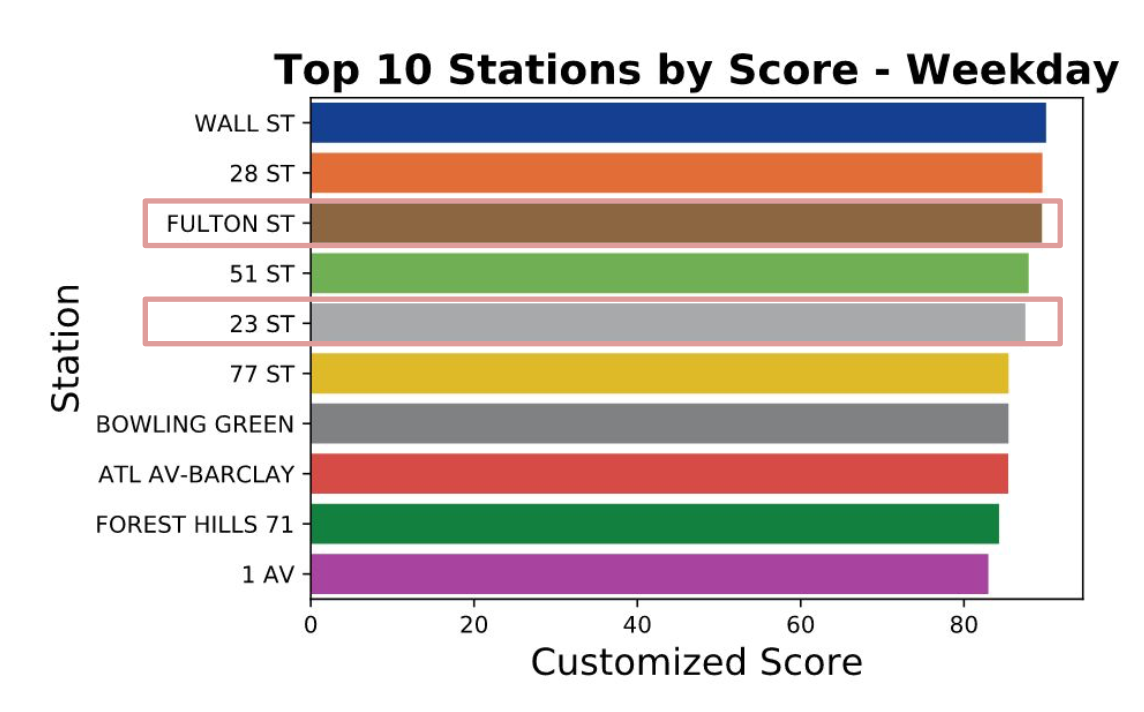 Top 10 Stations by Score - Weekday
WALL ST
28 ST
FULTON ST
51 ST
23 ST
77 ST
BOWLING GREEN
ATL AV-BARCLAY
FOREST HILLS 71
1 AV
Station
0 20 40 60 80
Customized Score